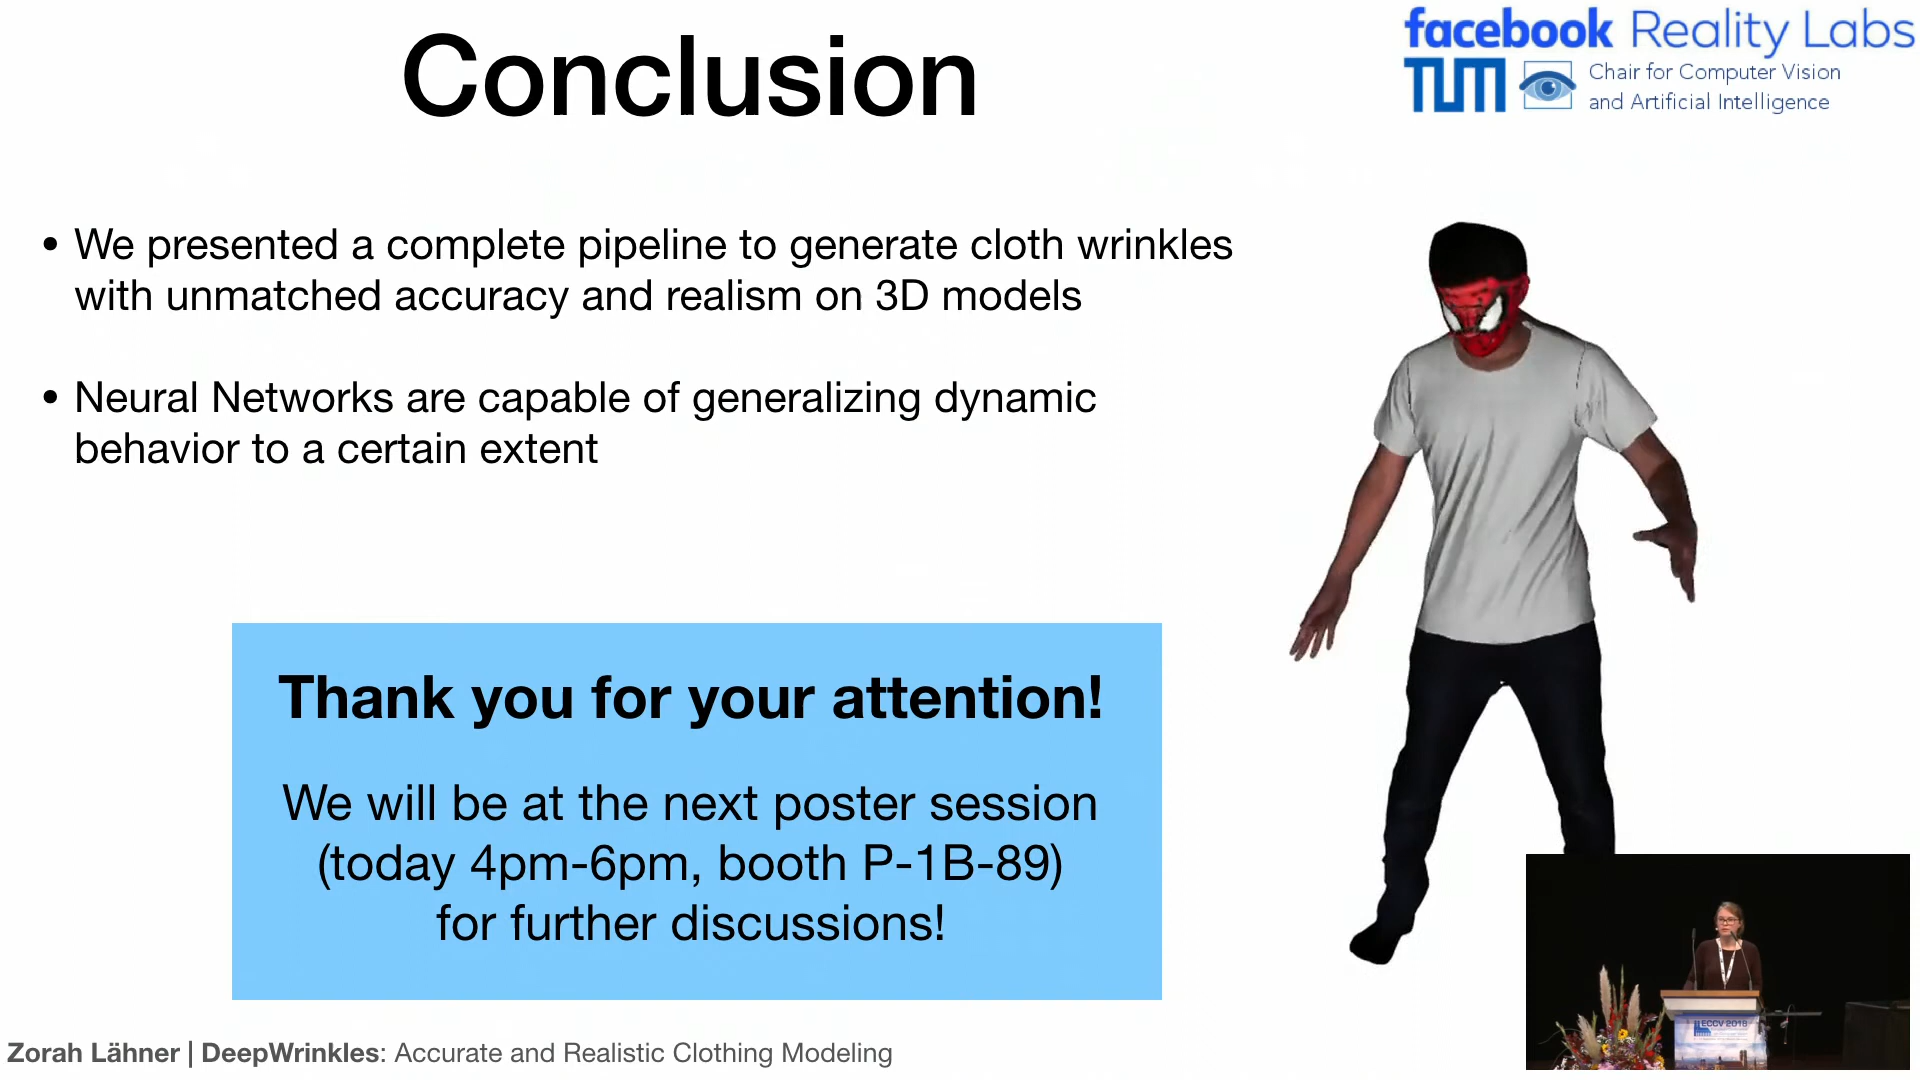 Conclusion
facebook Reality Labs
TUM
Chair for Computer Vision
and Artificial Intelligence
• We presented a complete pipeline to generate cloth wrinkles
with unmatched accuracy and realism on 3D models
• Neural Networks are capable of generalizing dynamic
behavior to a certain extent
Thank you for your attention!
We will be at the next poster session
(today 4pm-6pm, booth P-1B-89)
for further discussions!
ECCV 2018
Zorah Lähner | DeepWrinkles: Accurate and Realistic Clothing Modeling